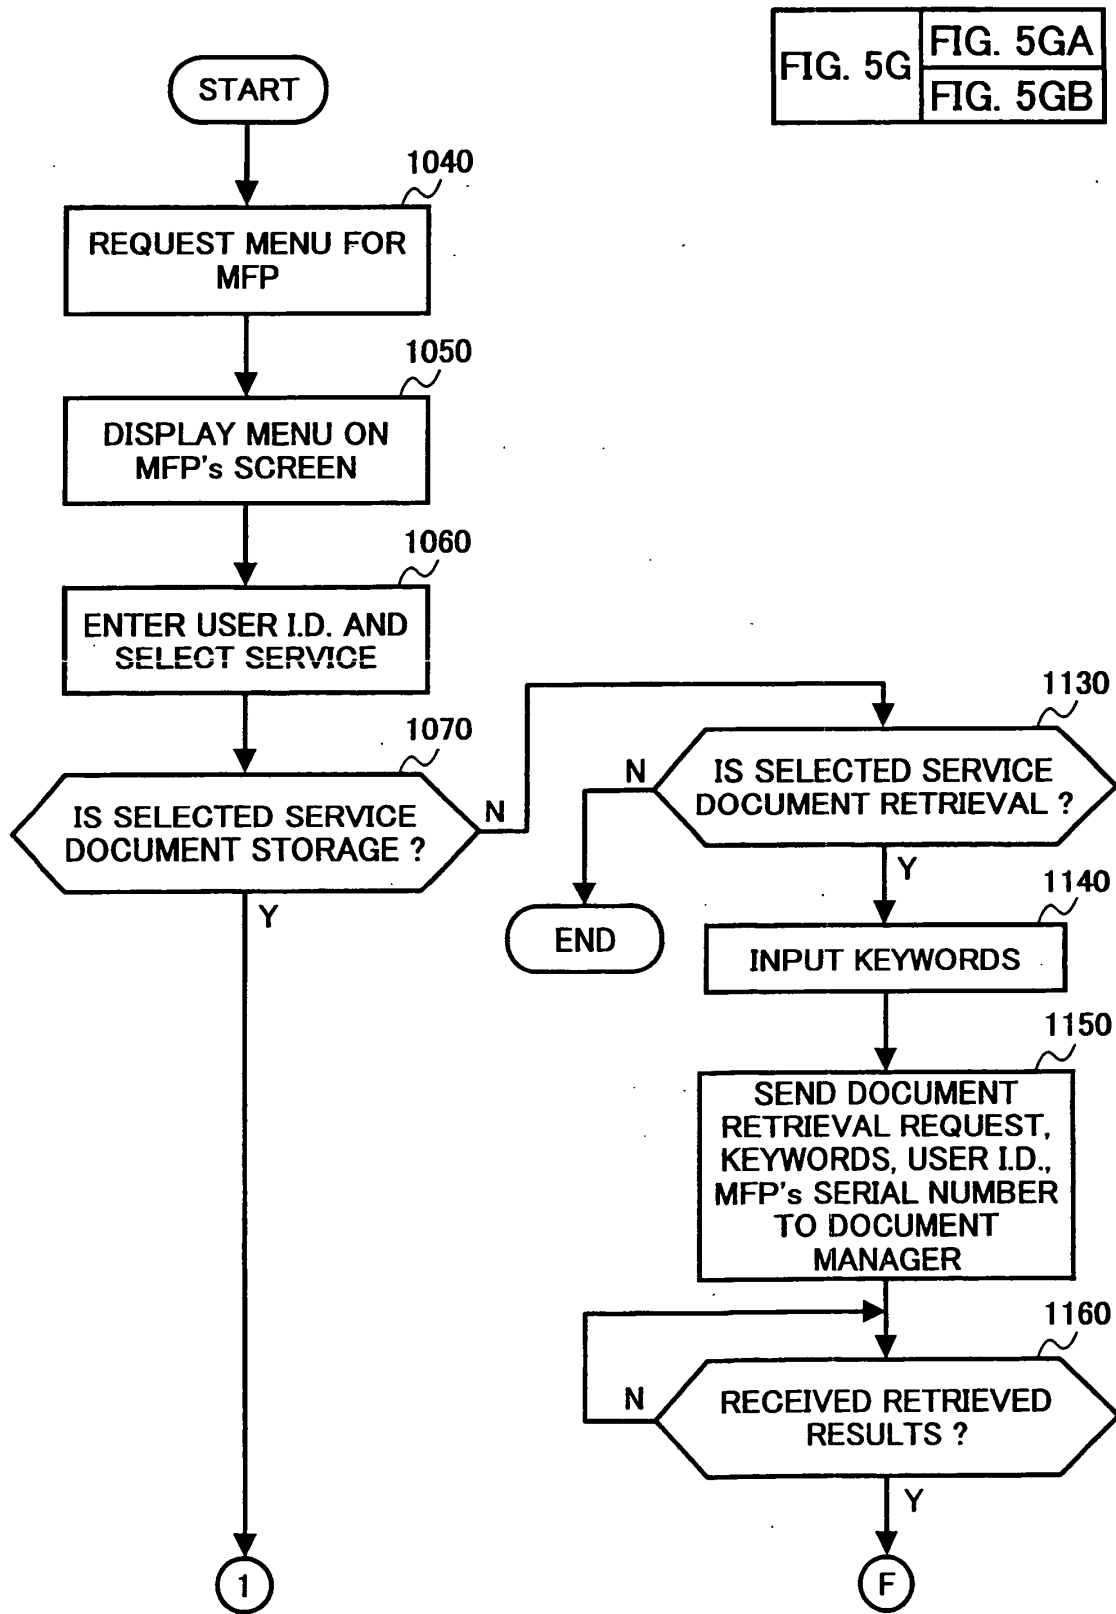 FIG. 5G
FIG. 5GA
FIG. 5GB
START
1040
REQUEST MENU FOR
MFP
1050
DISPLAY MENU ON
MFP's SCREEN
1060
ENTER USER I.D. AND
SELECT SERVICE
1070
IS SELECTED SERVICE
DOCUMENT STORAGE ?
N
Y
1
1130
IS SELECTED SERVICE
DOCUMENT RETRIEVAL ?
N
END
Y
1140
INPUT KEYWORDS
1150
SEND DOCUMENT
RETRIEVAL REQUEST,
KEYWORDS, USER I.D.,
MFP's SERIAL NUMBER
TO DOCUMENT
MANAGER
1160
RECEIVED RETRIEVED
RESULTS ?
N
Y
F